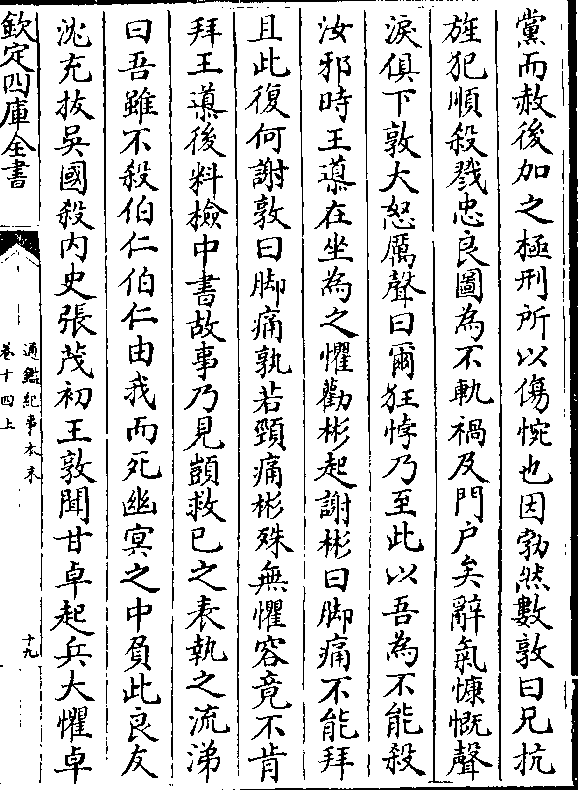 黨而赦後加之極刑所以傷惋也因勃然數敦曰兄抗
旌犯順殺戮忠良圖為不軌禍及門户矣辭氣慷慨聲
淚俱下敦大怒厲聲曰爾狂悖乃至此以吾為不能殺
汝邪時王導在坐為之懼勸彬起謝彬曰脚痛不能拜
且此復何謝敦曰脚痛孰若頸痛彬殊無懼容竟不肯
拜王導後料檢中書故事乃見顗救已之表執之流涕
曰吾雖不殺伯仁伯仁由我而死幽冥之中負此良友
沈充拔吳國殺内史張茂初王敦聞甘卓起兵大懼卓
欽定四庫全書
通鑑紀事本末
卷十四上
十九